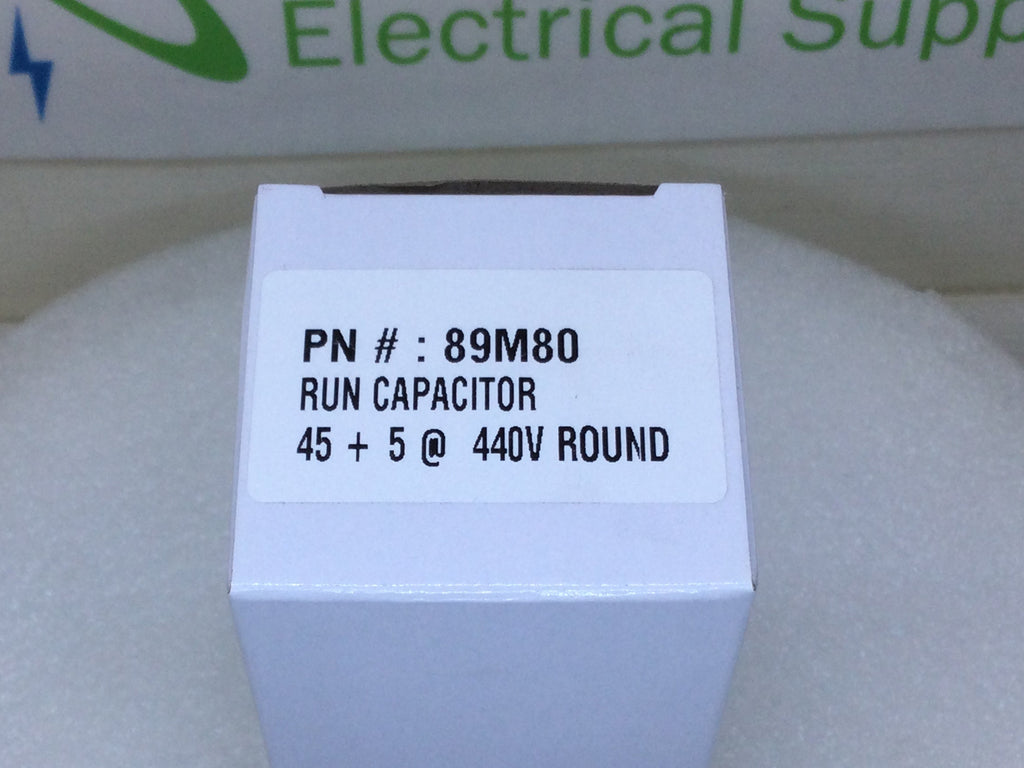 Electrical Supp
PN # : 89M80
RUN CAPACITOR
45 + 5 @ 440V ROUND